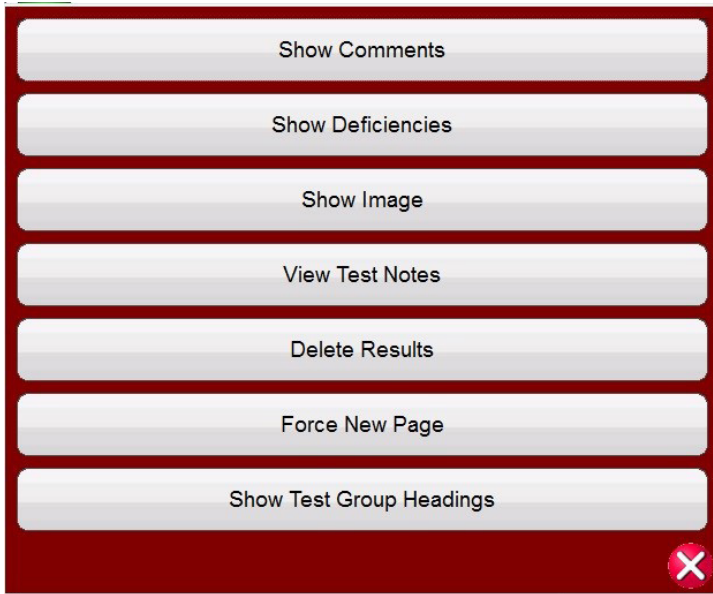 Show Comments
Show Deficiencies
Show Image
View Test Notes
Delete Results
Force New Page
Show Test Group Headings